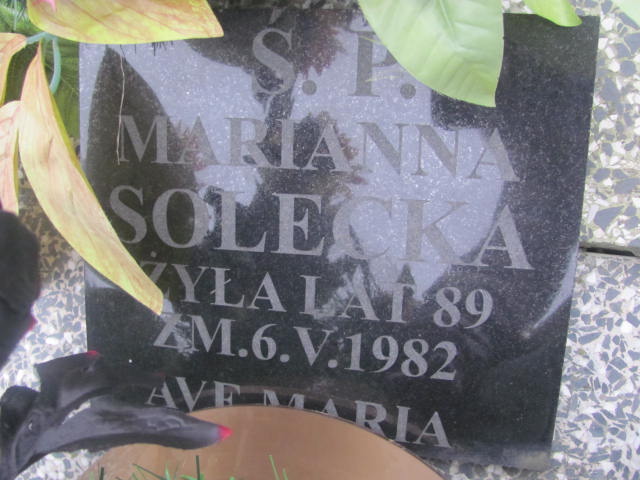 Ś. P.
MARIANNA
SOLECKA
ŻYŁA LAT 89
ZM. 6. V. 1982
AVE MARIA